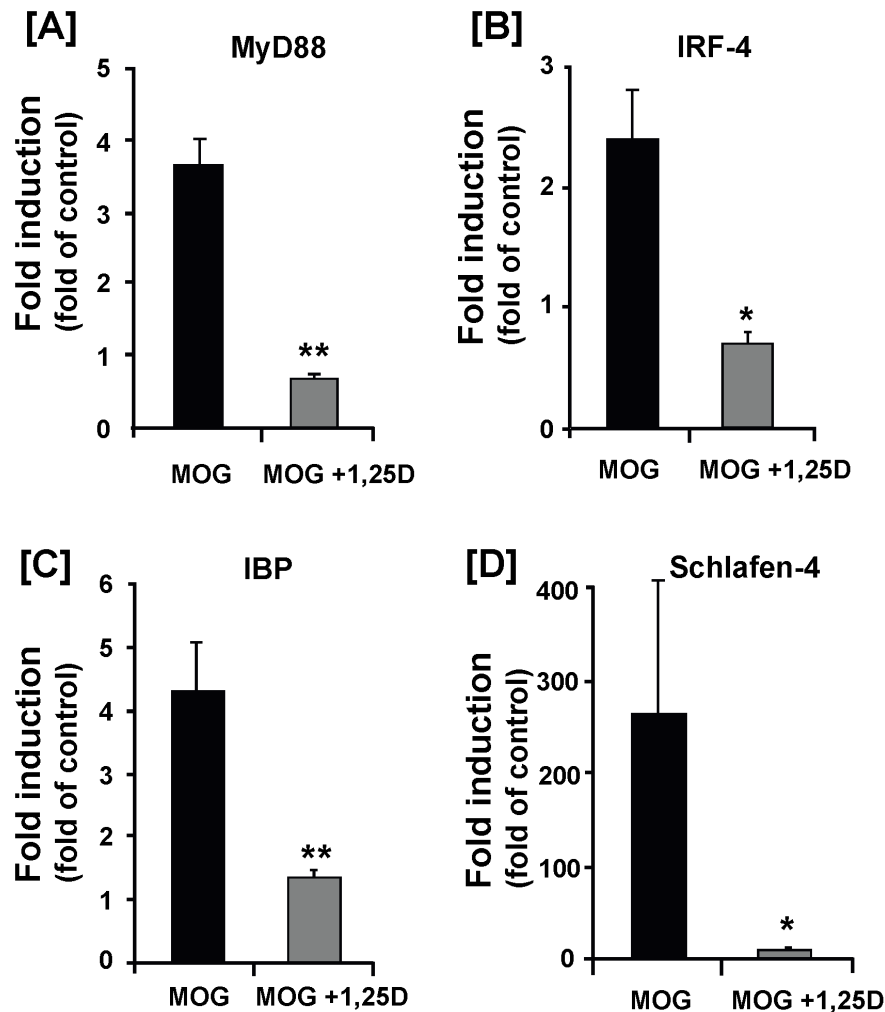 [A]
MyD88
Fold induction
(fold of control)
5
4
3
2
1
0
**
MOG
MOG +1,25D
[B]
IRF-4
Fold induction
(fold of control)
3
2
1
0
*
MOG
MOG +1,25D
[C]
IBP
Fold induction
(fold of control)
6
5
4
3
2
1
0
**
MOG
MOG +1,25D
[D]
Schlafen-4
Fold induction
(fold of control)
400
300
200
100
0
*
MOG
MOG +1,25D